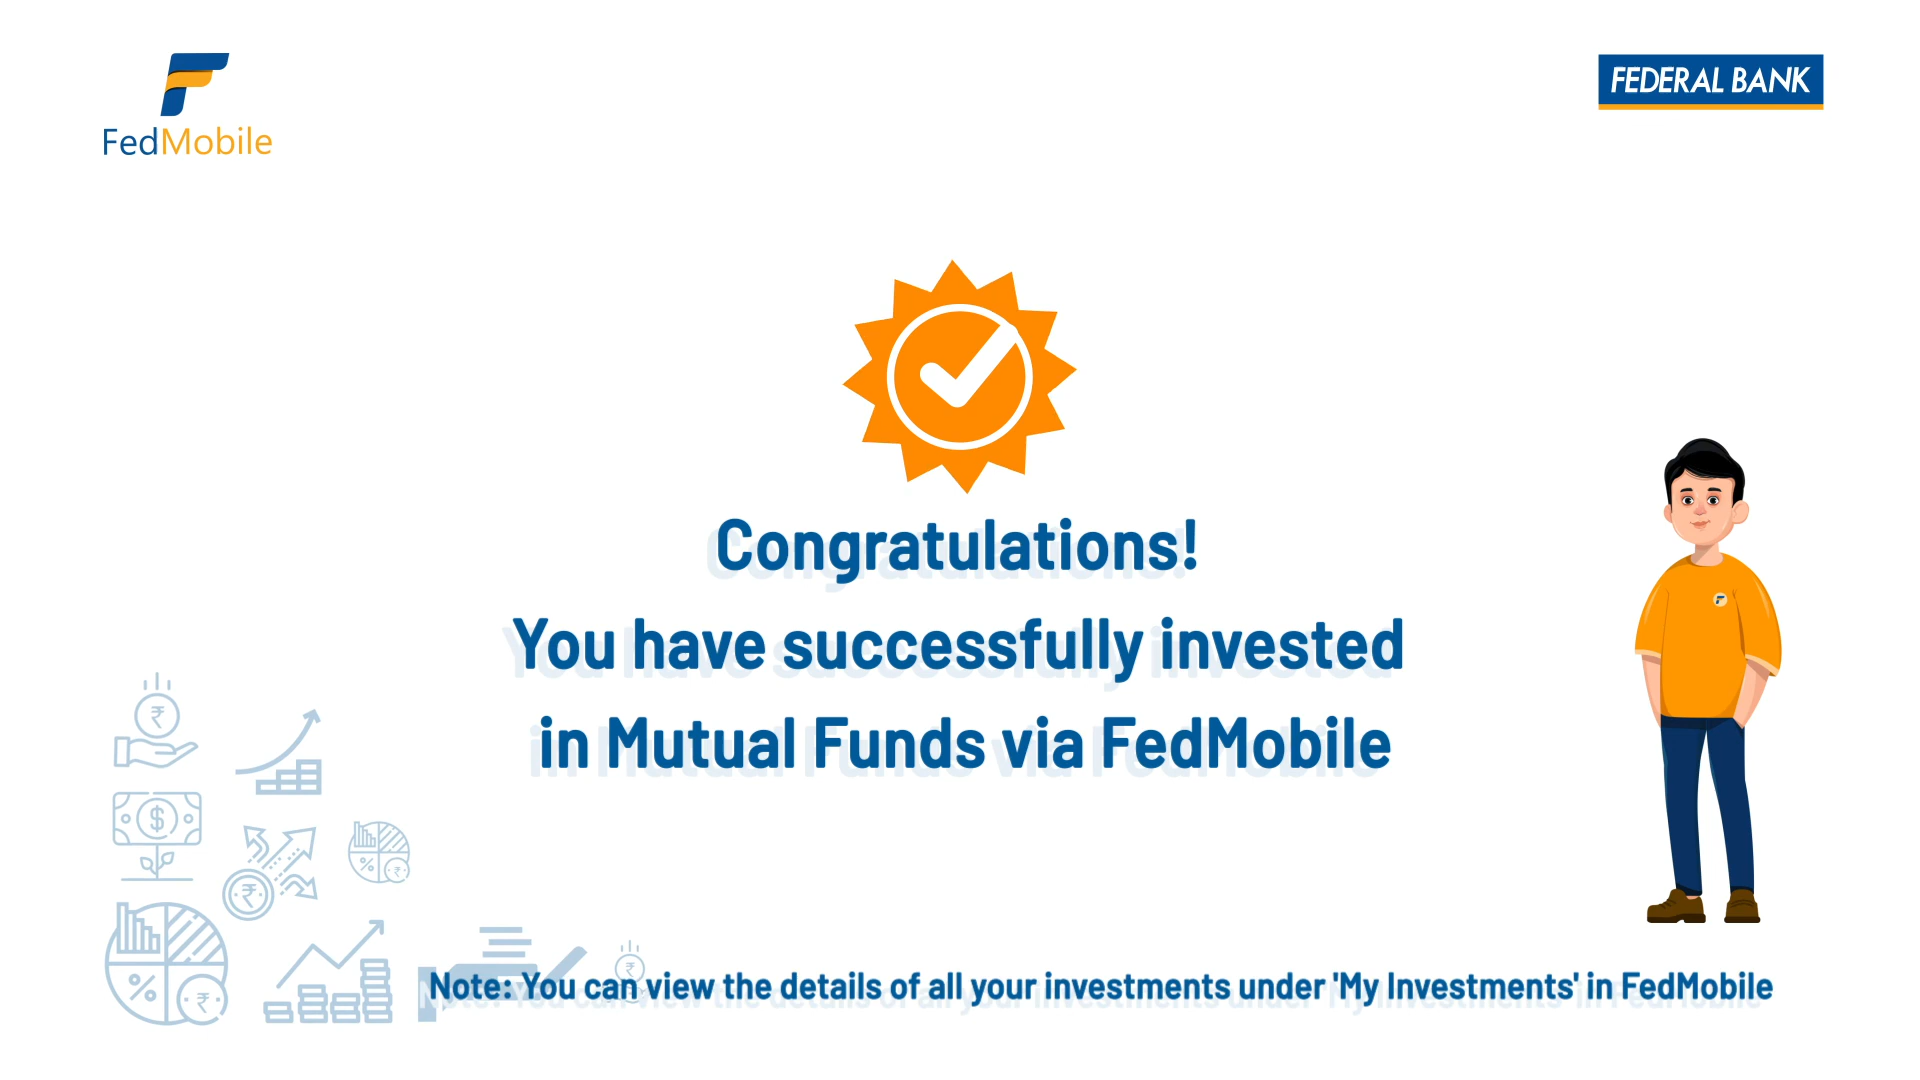 FedMobile
FEDERAL BANK
Congratulations!
You have successfully invested
in Mutual Funds via FedMobile
Note: You can view the details of all your investments under 'My Investments' in FedMobile